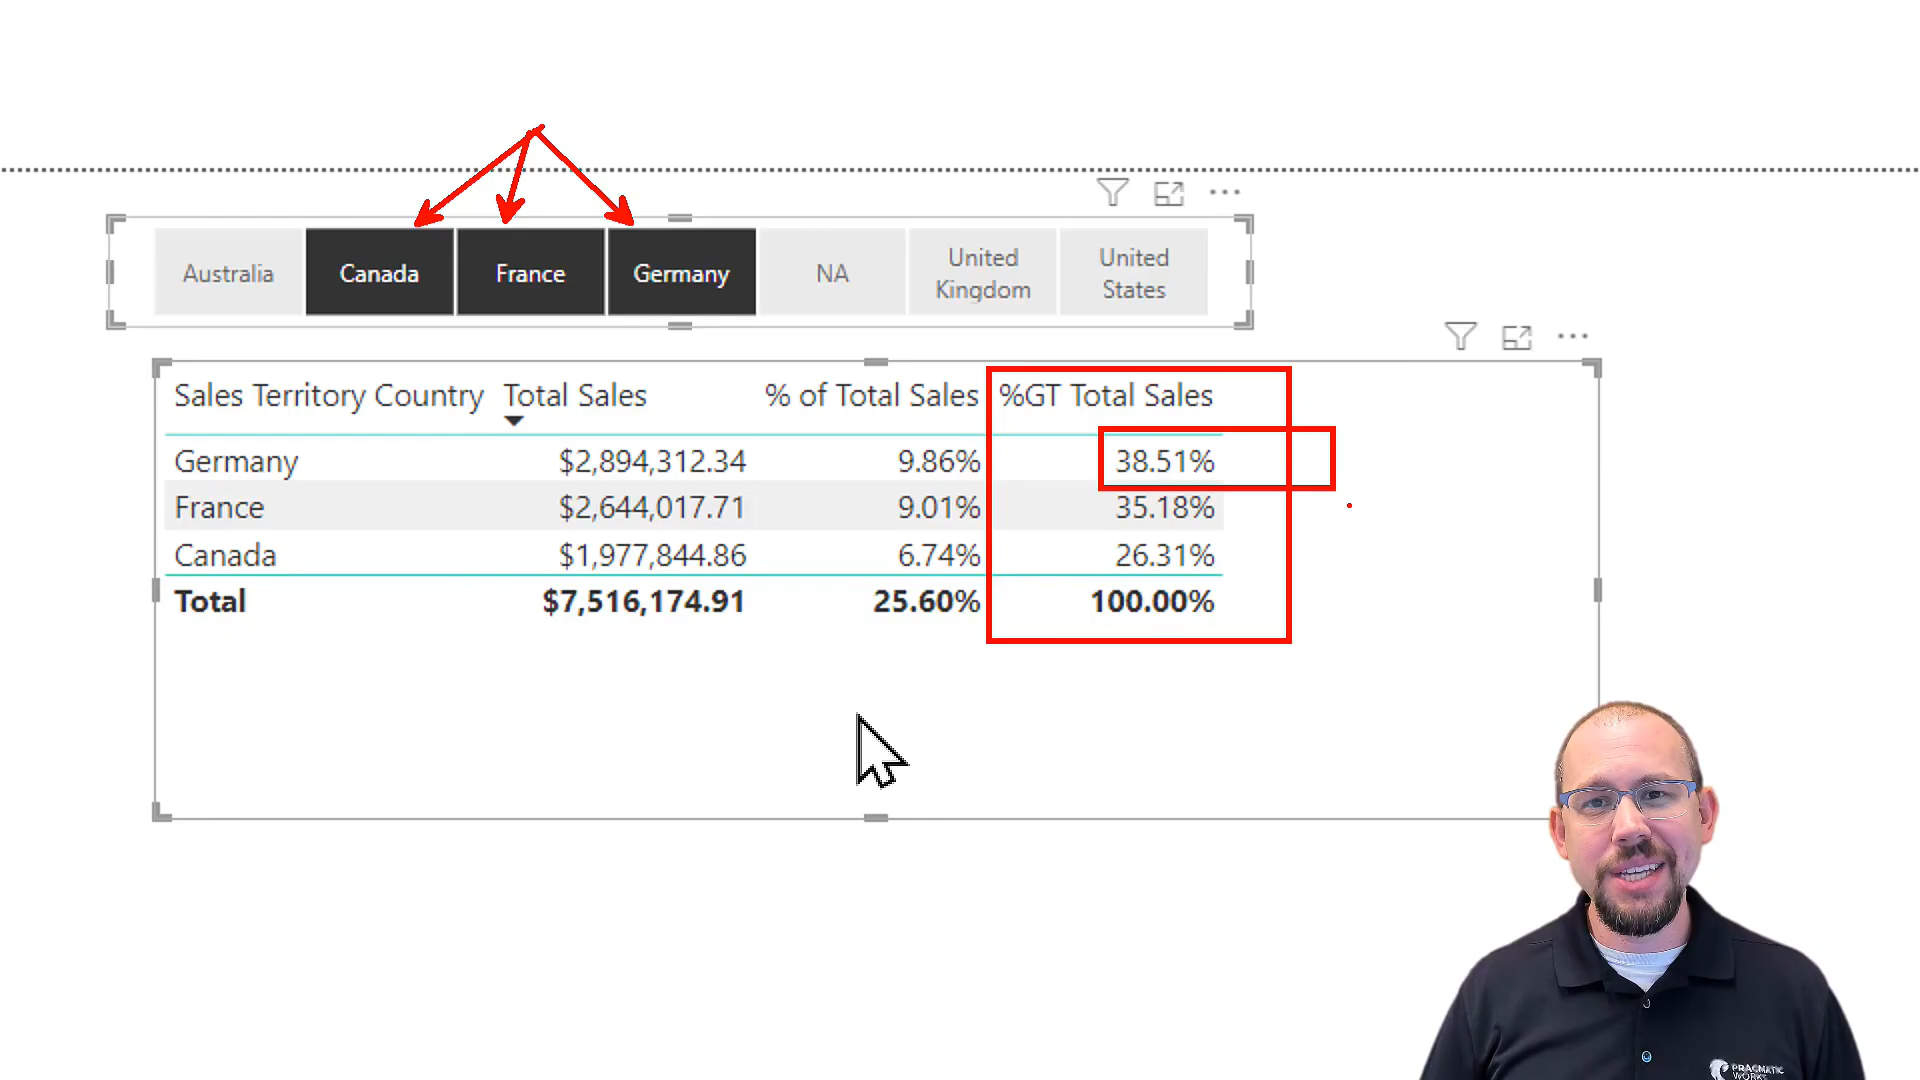 Australia Canada France Germany NA United Kingdom United States
Sales Territory Country Total Sales % of Total Sales %GT Total Sales
Germany $2,894,312.34 9.86% 38.51%
France $2,644,017.71 9.01% 35.18%
Canada $1,977,844.86 6.74% 26.31%
Total $7,516,174.91 25.60% 100.00%
PRAGMATIC
WORKS